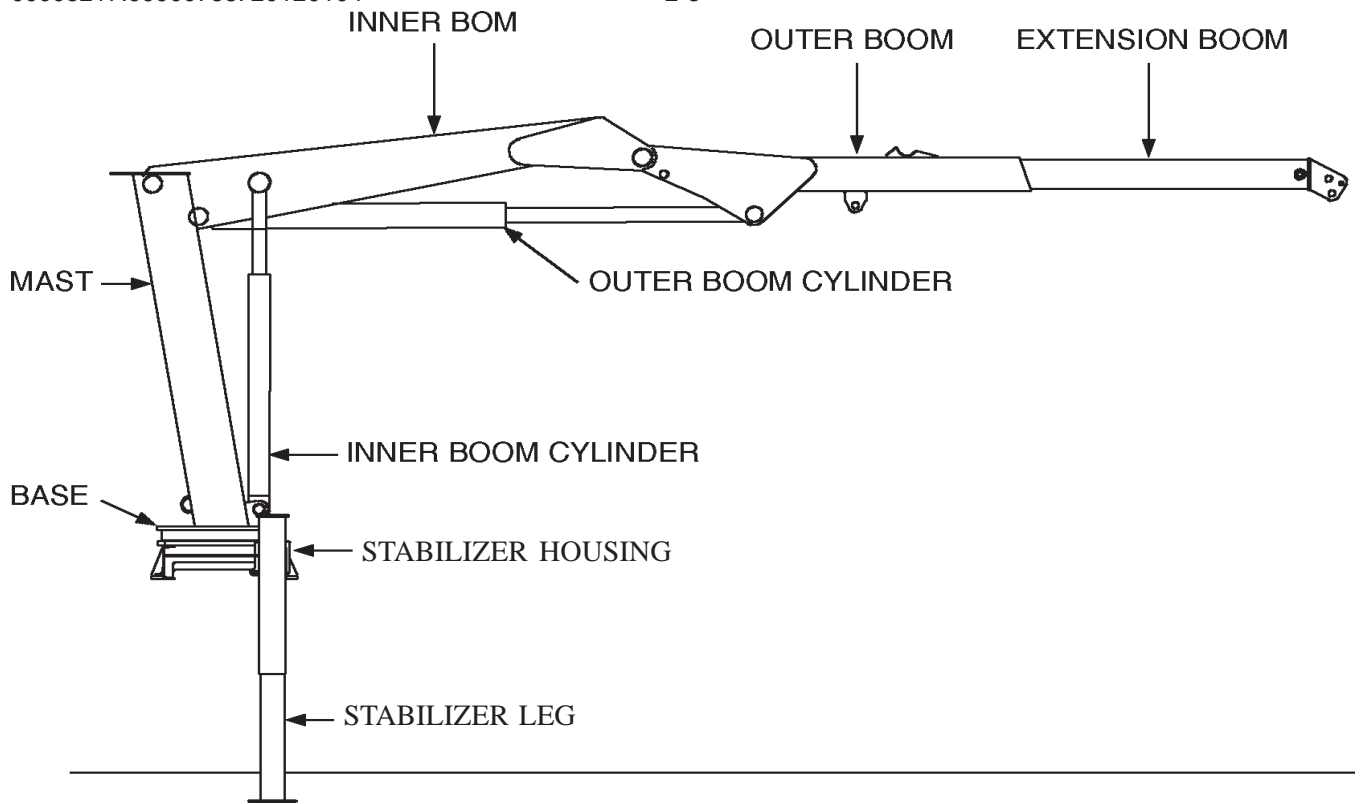 INNER BOM
OUTER BOOM
EXTENSION BOOM
MAST
OUTER BOOM CYLINDER
INNER BOOM CYLINDER
BASE
STABILIZER HOUSING
STABILIZER LEG